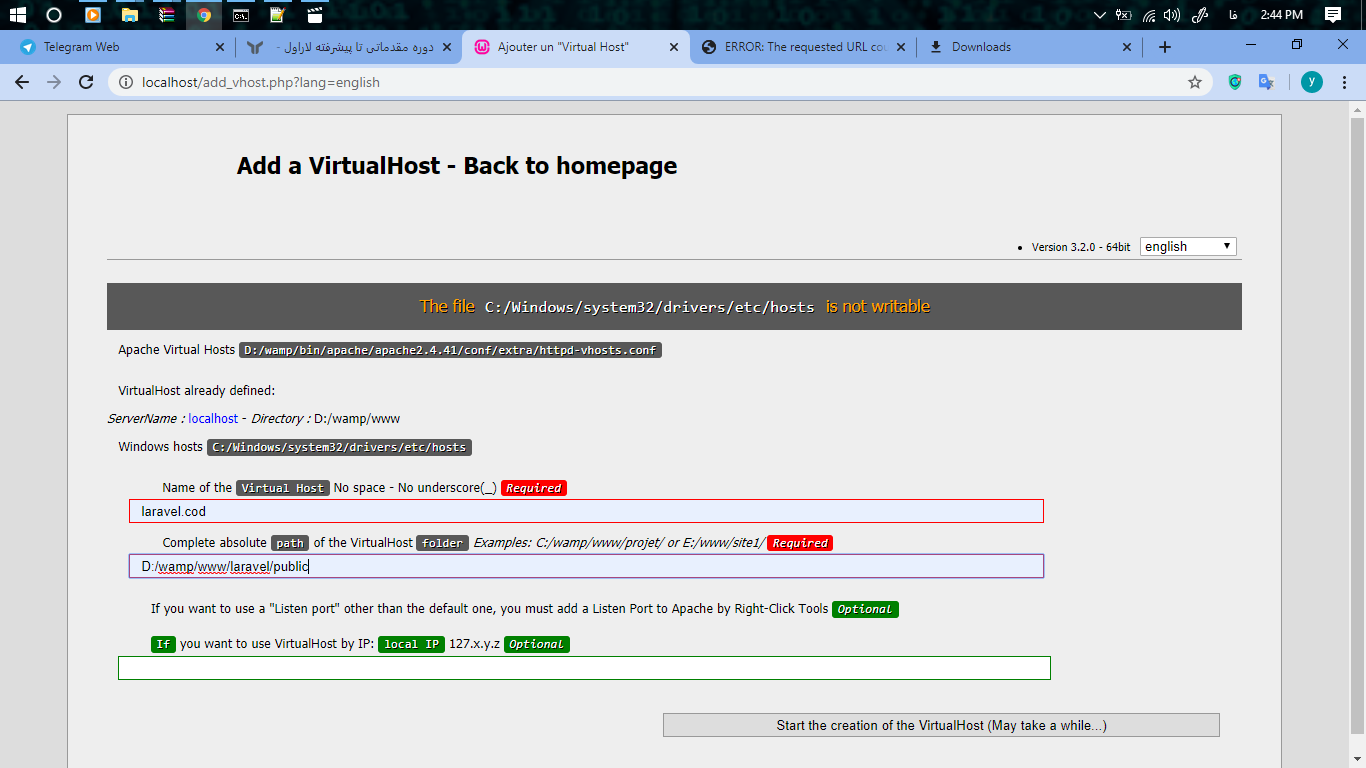 فا
2:44 PM
Telegram Web
دوره مقدماتی تا پیشرفته لاراول -
Ajouter un "Virtual Host"
ERROR: The requested URL cou
Downloads
localhost/add_vhost.php?lang=english
y
Add a VirtualHost - Back to homepage
Version 3.2.0 - 64bit english
The file C:/Windows/system32/drivers/etc/hosts is not writable
Apache Virtual Hosts D:/wamp/bin/apache/apache2.4.41/conf/extra/httpd-vhosts.conf
VirtualHost already defined:
ServerName : localhost - Directory : D:/wamp/www
Windows hosts C:/Windows/system32/drivers/etc/hosts
Name of the Virtual Host No space - No underscore(_) Required
laravel.cod
Complete absolute path of the VirtualHost folder Examples: C:/wamp/www/projet/ or E:/www/site1/ Required
D:/wamp/www/laravel/public
If you want to use a "Listen port" other than the default one, you must add a Listen Port to Apache by Right-Click Tools Optional
If you want to use VirtualHost by IP: local IP 127.x.y.z Optional
Start the creation of the VirtualHost (May take a while...)